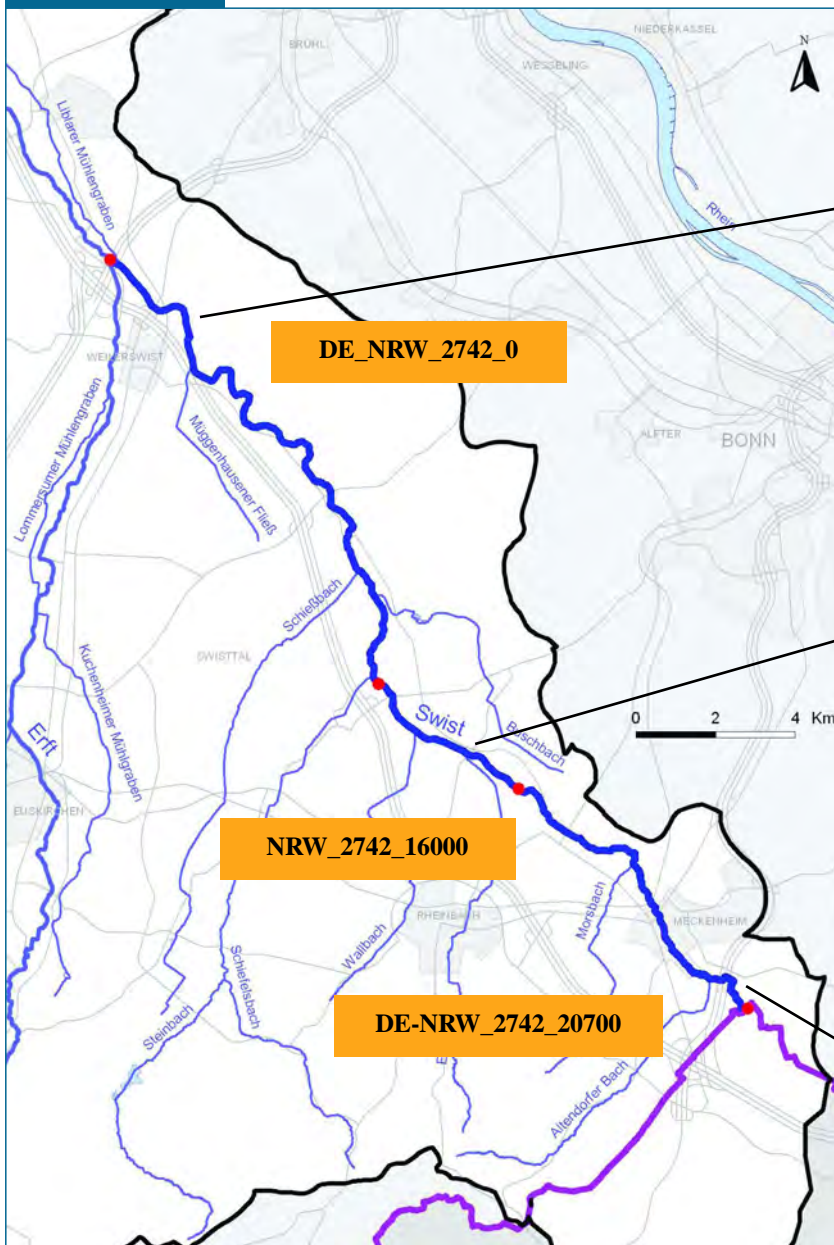 NIEDERKASSEL
BRÜHL
N
WESSELING
Liblarer Mühlengraben
Rhein
DE_NRW_2742_0
WEILERSWIST
ALFTER
BONN
Lommersumer Mühlengraben
Müggenhausener Fließ
Schießbach
SWISTTAL
Kuchenheimer Mühlgraben
Swist
Buschbach
0 2 4 Km
Erft
EUSKIRCHEN
NRW_2742_16000
RHEINBACH
Morsbach
MECKENHEIM
Wallbach
Schiefelsbach
Steinbach
DE-NRW_2742_20700
Altendorfer Bach